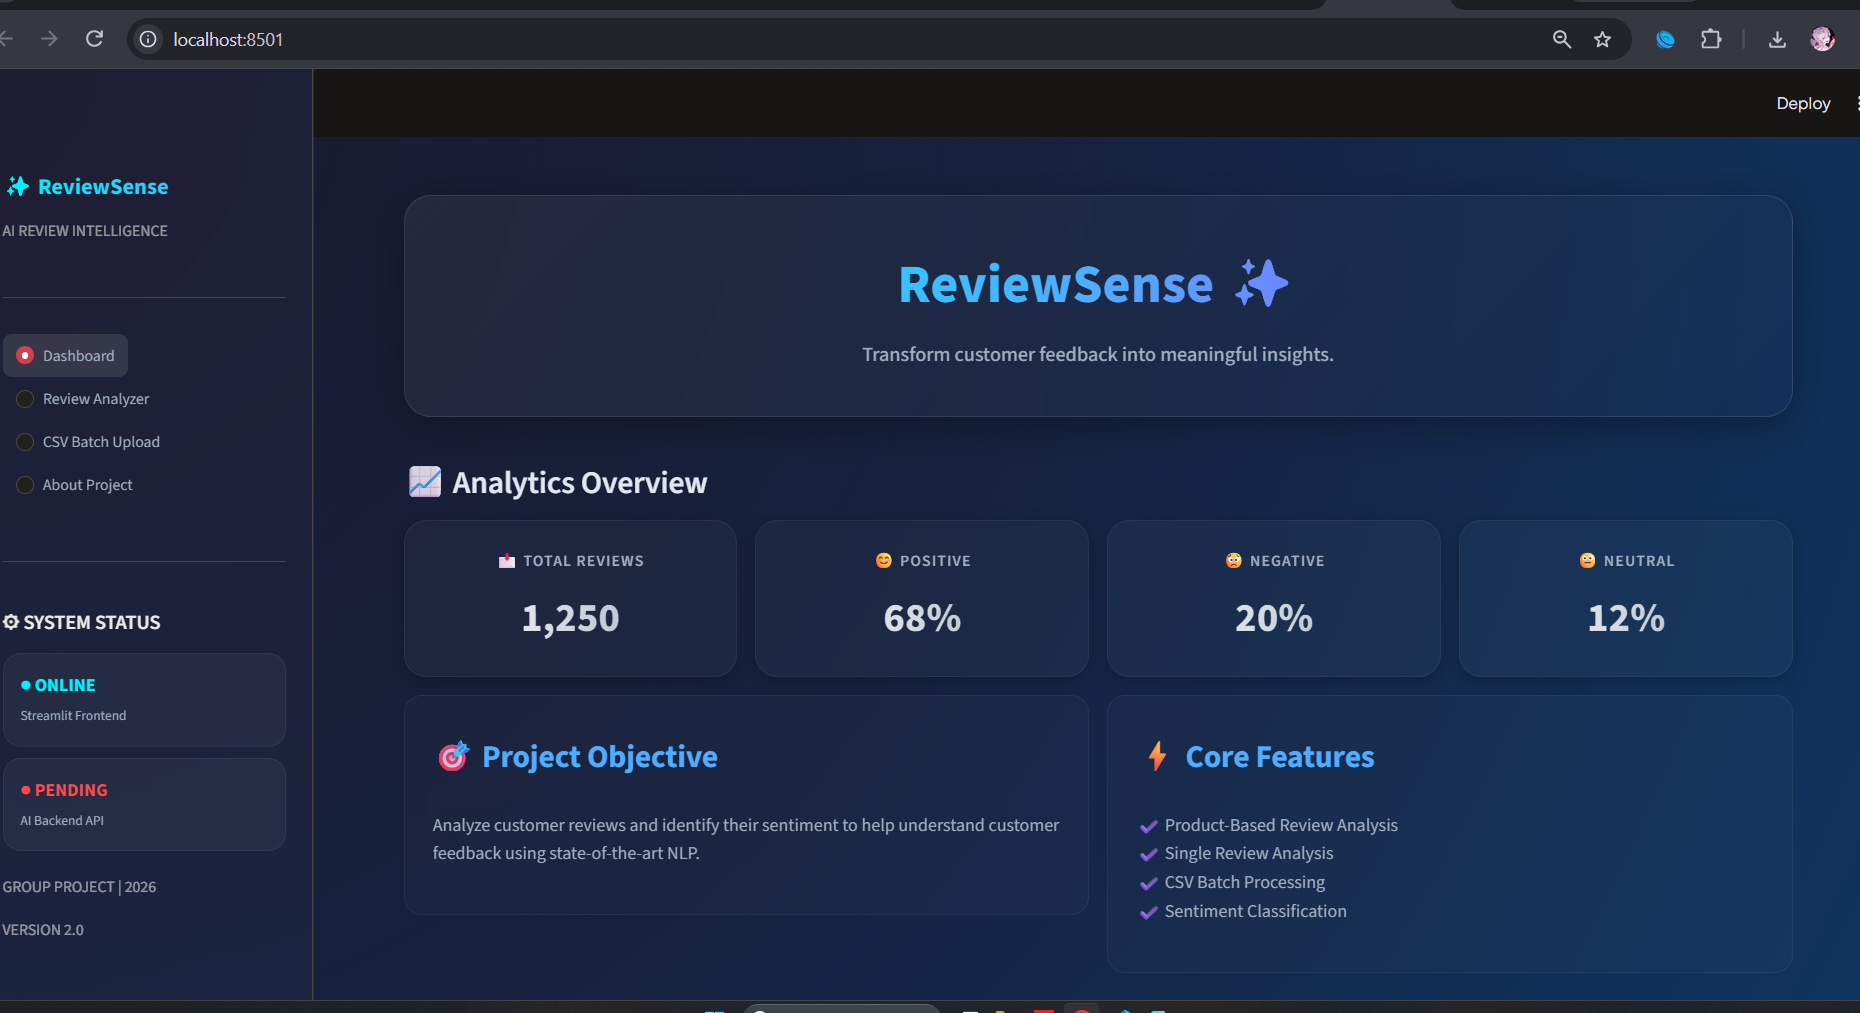 localhost:8501
Deploy
ReviewSense
AI REVIEW INTELLIGENCE
Dashboard
Review Analyzer
CSV Batch Upload
About Project
SYSTEM STATUS
ONLINE
Streamlit Frontend
PENDING
AI Backend API
GROUP PROJECT | 2026
VERSION 2.0
ReviewSense
Transform customer feedback into meaningful insights.
Analytics Overview
TOTAL REVIEWS
1,250
POSITIVE
68%
NEGATIVE
20%
NEUTRAL
12%
Project Objective
Analyze customer reviews and identify their sentiment to help understand customer
feedback using state-of-the-art NLP.
Core Features
Product-Based Review Analysis
Single Review Analysis
CSV Batch Processing
Sentiment Classification